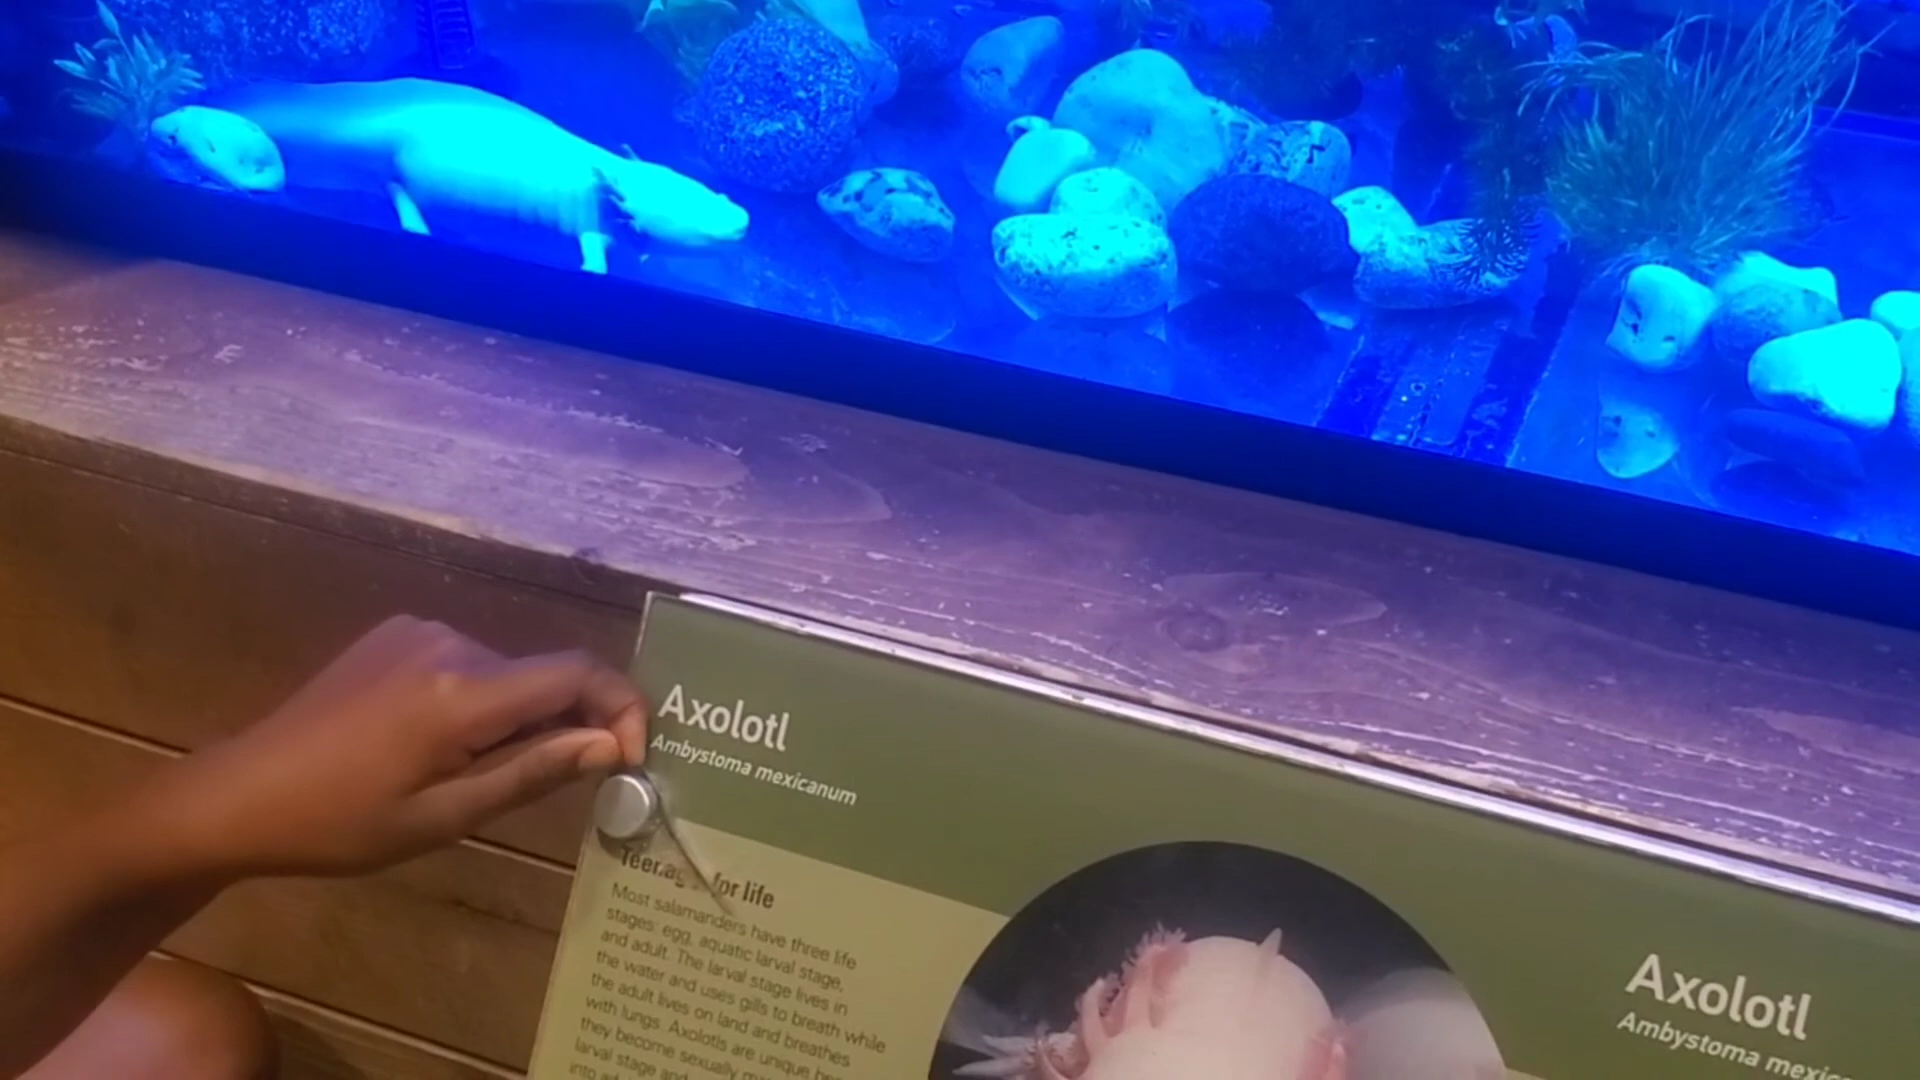 Axolotl
Ambystoma mexicanum
for life
Most salamanders have three life
stages: egg, aquatic larval stage,
and adult. The larval stage lives in
the water and uses gills to breath while
the adult lives on land and breathes
with lungs. Axolotls are unique
they become sexually
larval stage and
into
Axolotl
Ambystoma